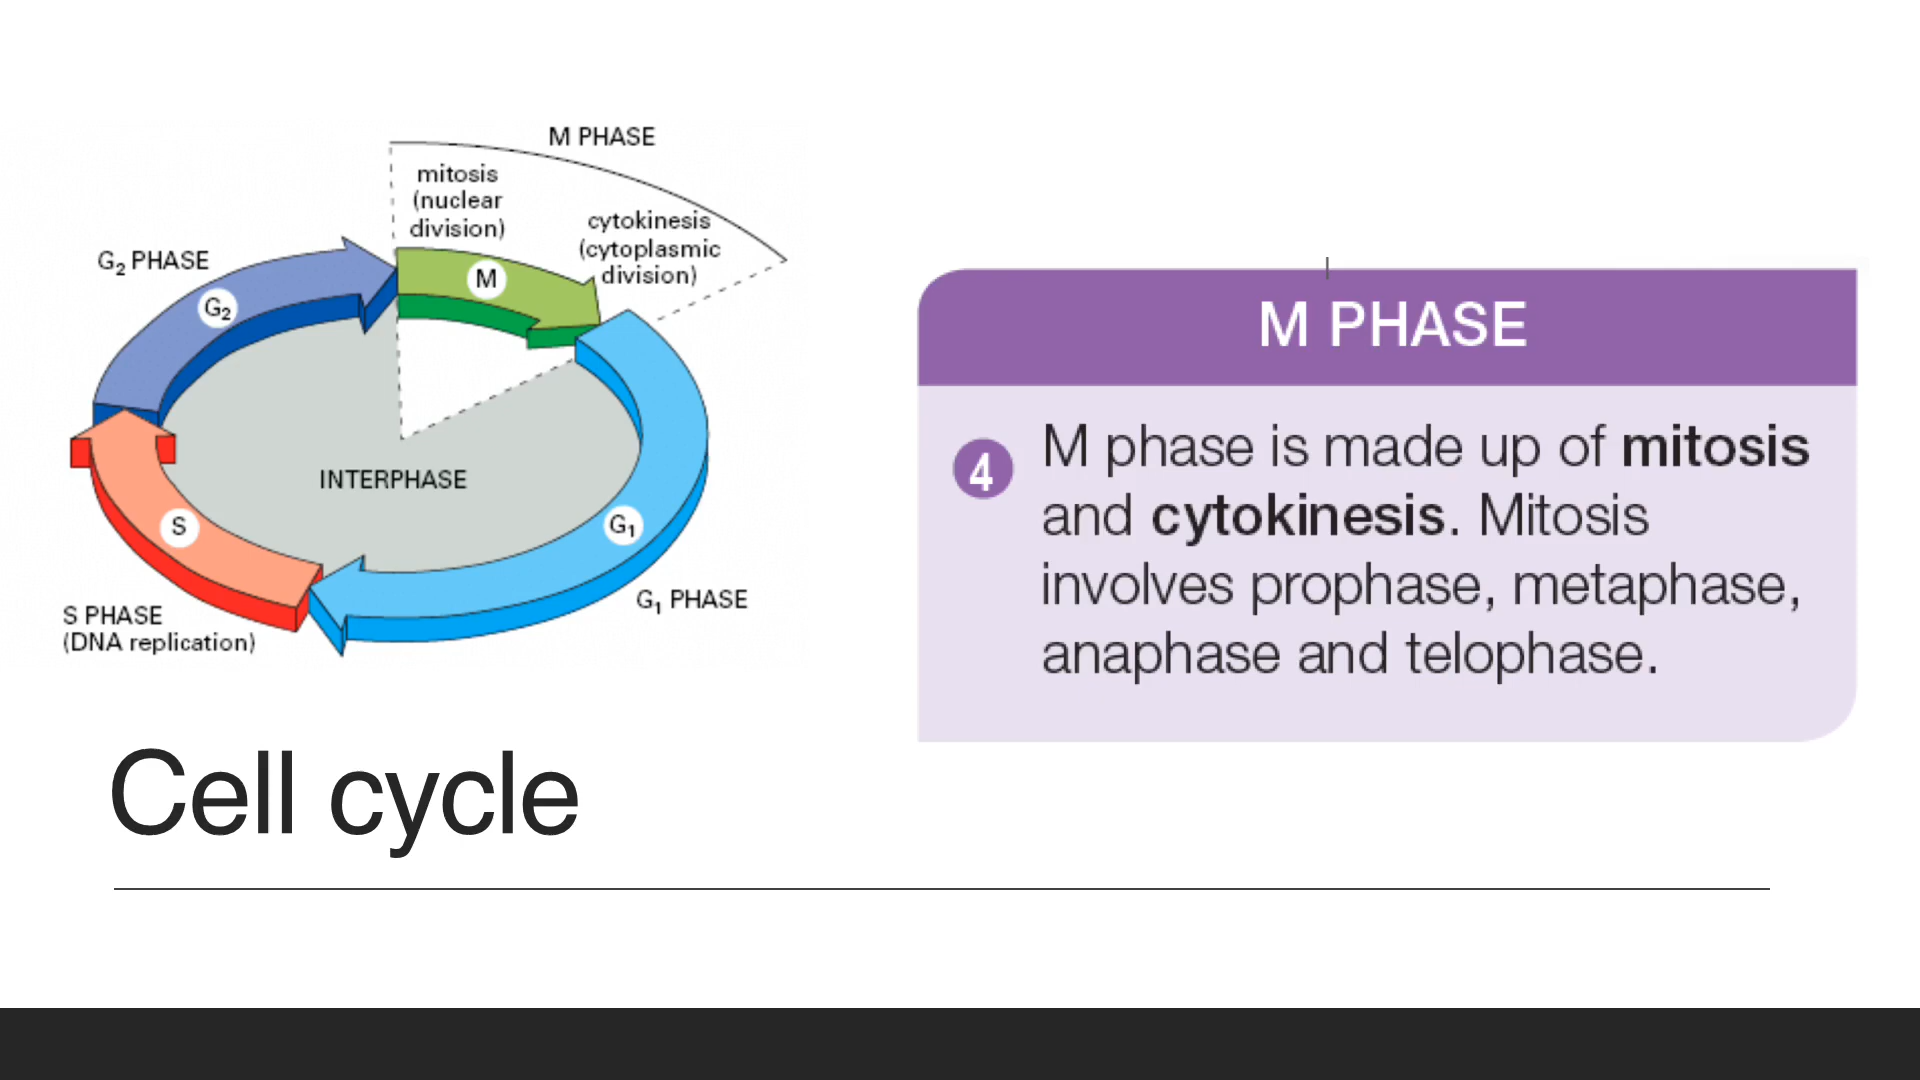 M PHASE
mitosis
(nuclear
division)
cytokinesis
(cytoplasmic
division)
G₂ PHASE
G₂
M
INTERPHASE
S
G₁
G₁ PHASE
S PHASE
(DNA replication)
M PHASE
4 M phase is made up of mitosis
and cytokinesis. Mitosis
involves prophase, metaphase,
anaphase and telophase.
Cell cycle